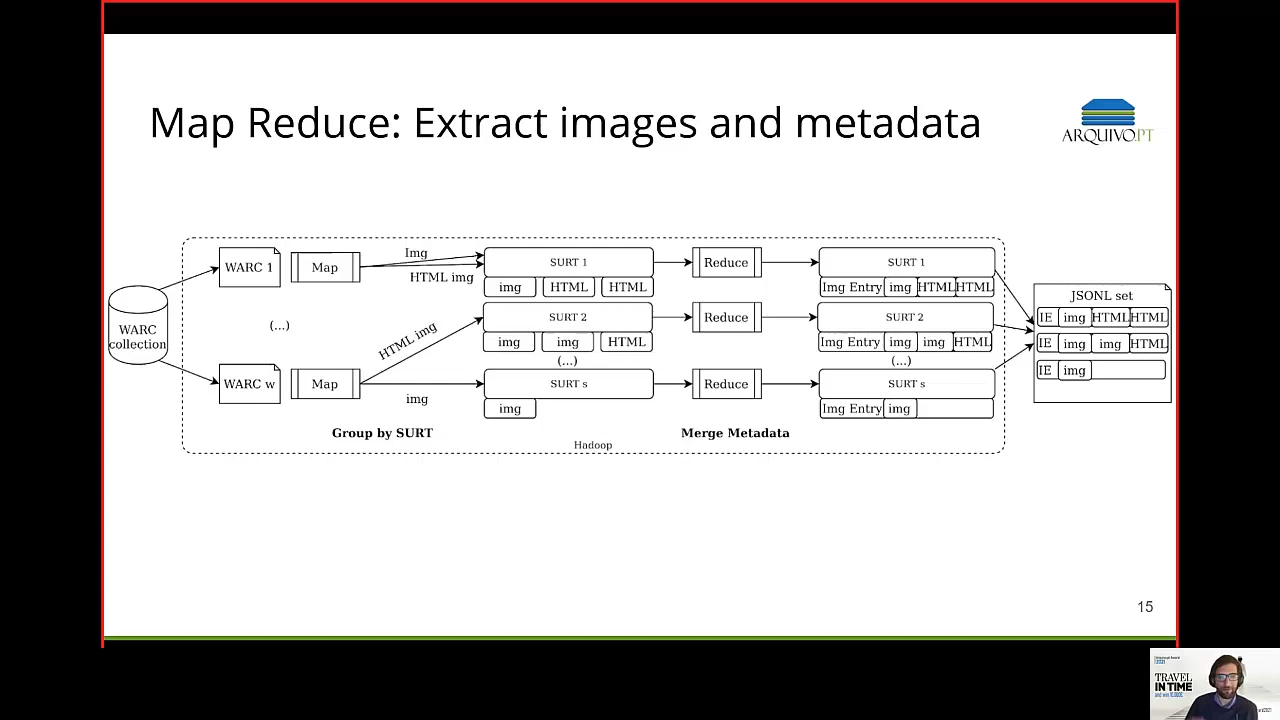 Map Reduce: Extract images and metadata
ARQUIVO.PT
WARC
collection
WARC 1
Map
Img
HTML img
SURT 1
img
HTML
HTML
Reduce
SURT 1
Img Entry
img
HTML
HTML
(...)
HTML img
SURT 2
img
img
HTML
Reduce
SURT 2
Img Entry
img
img
HTML
(...)
(...)
WARC w
Map
img
SURT s
img
Reduce
SURT s
Img Entry
img
Group by SURT
Merge Metadata
Hadoop
JSONL set
IE
img
HTML
HTML
IE
img
img
HTML
IE
img
15
2021
TRAVEL
IN TIME